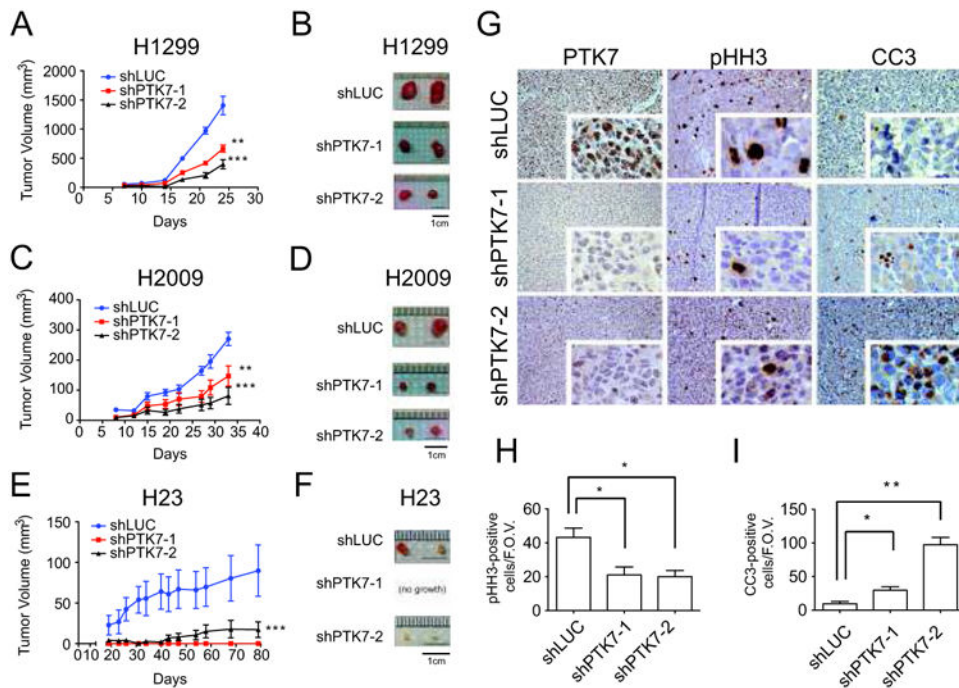 A
H1299
Tumor Volume (mm³)
2000
1500
1000
500
0
shLUC
shPTK7-1
shPTK7-2
**
***
0 5 10 15 20 25 30
Days
B
H1299
shLUC
shPTK7-1
shPTK7-2
1cm
C
H2009
Tumor Volume (mm³)
400
300
200
100
0
shLUC
shPTK7-1
shPTK7-2
**
***
0 5 10 15 20 25 30 35 40
Days
D
H2009
shLUC
shPTK7-1
shPTK7-2
1cm
E
H23
Tumor Volume (mm³)
150
100
50
0
shLUC
shPTK7-1
shPTK7-2
***
0 10 20 30 40 50 60 70 80
Days
F
H23
shLUC
shPTK7-1
(no growth)
shPTK7-2
1cm
G
PTK7 pHH3 CC3
shLUC
shPTK7-1
shPTK7-2
H
pHH3-positive
cells/F.O.V.
60
40
20
0
*
*
shLUC
shPTK7-1
shPTK7-2
I
CC3-positive
cells/F.O.V.
150
100
50
0
**
*
shLUC
shPTK7-1
shPTK7-2